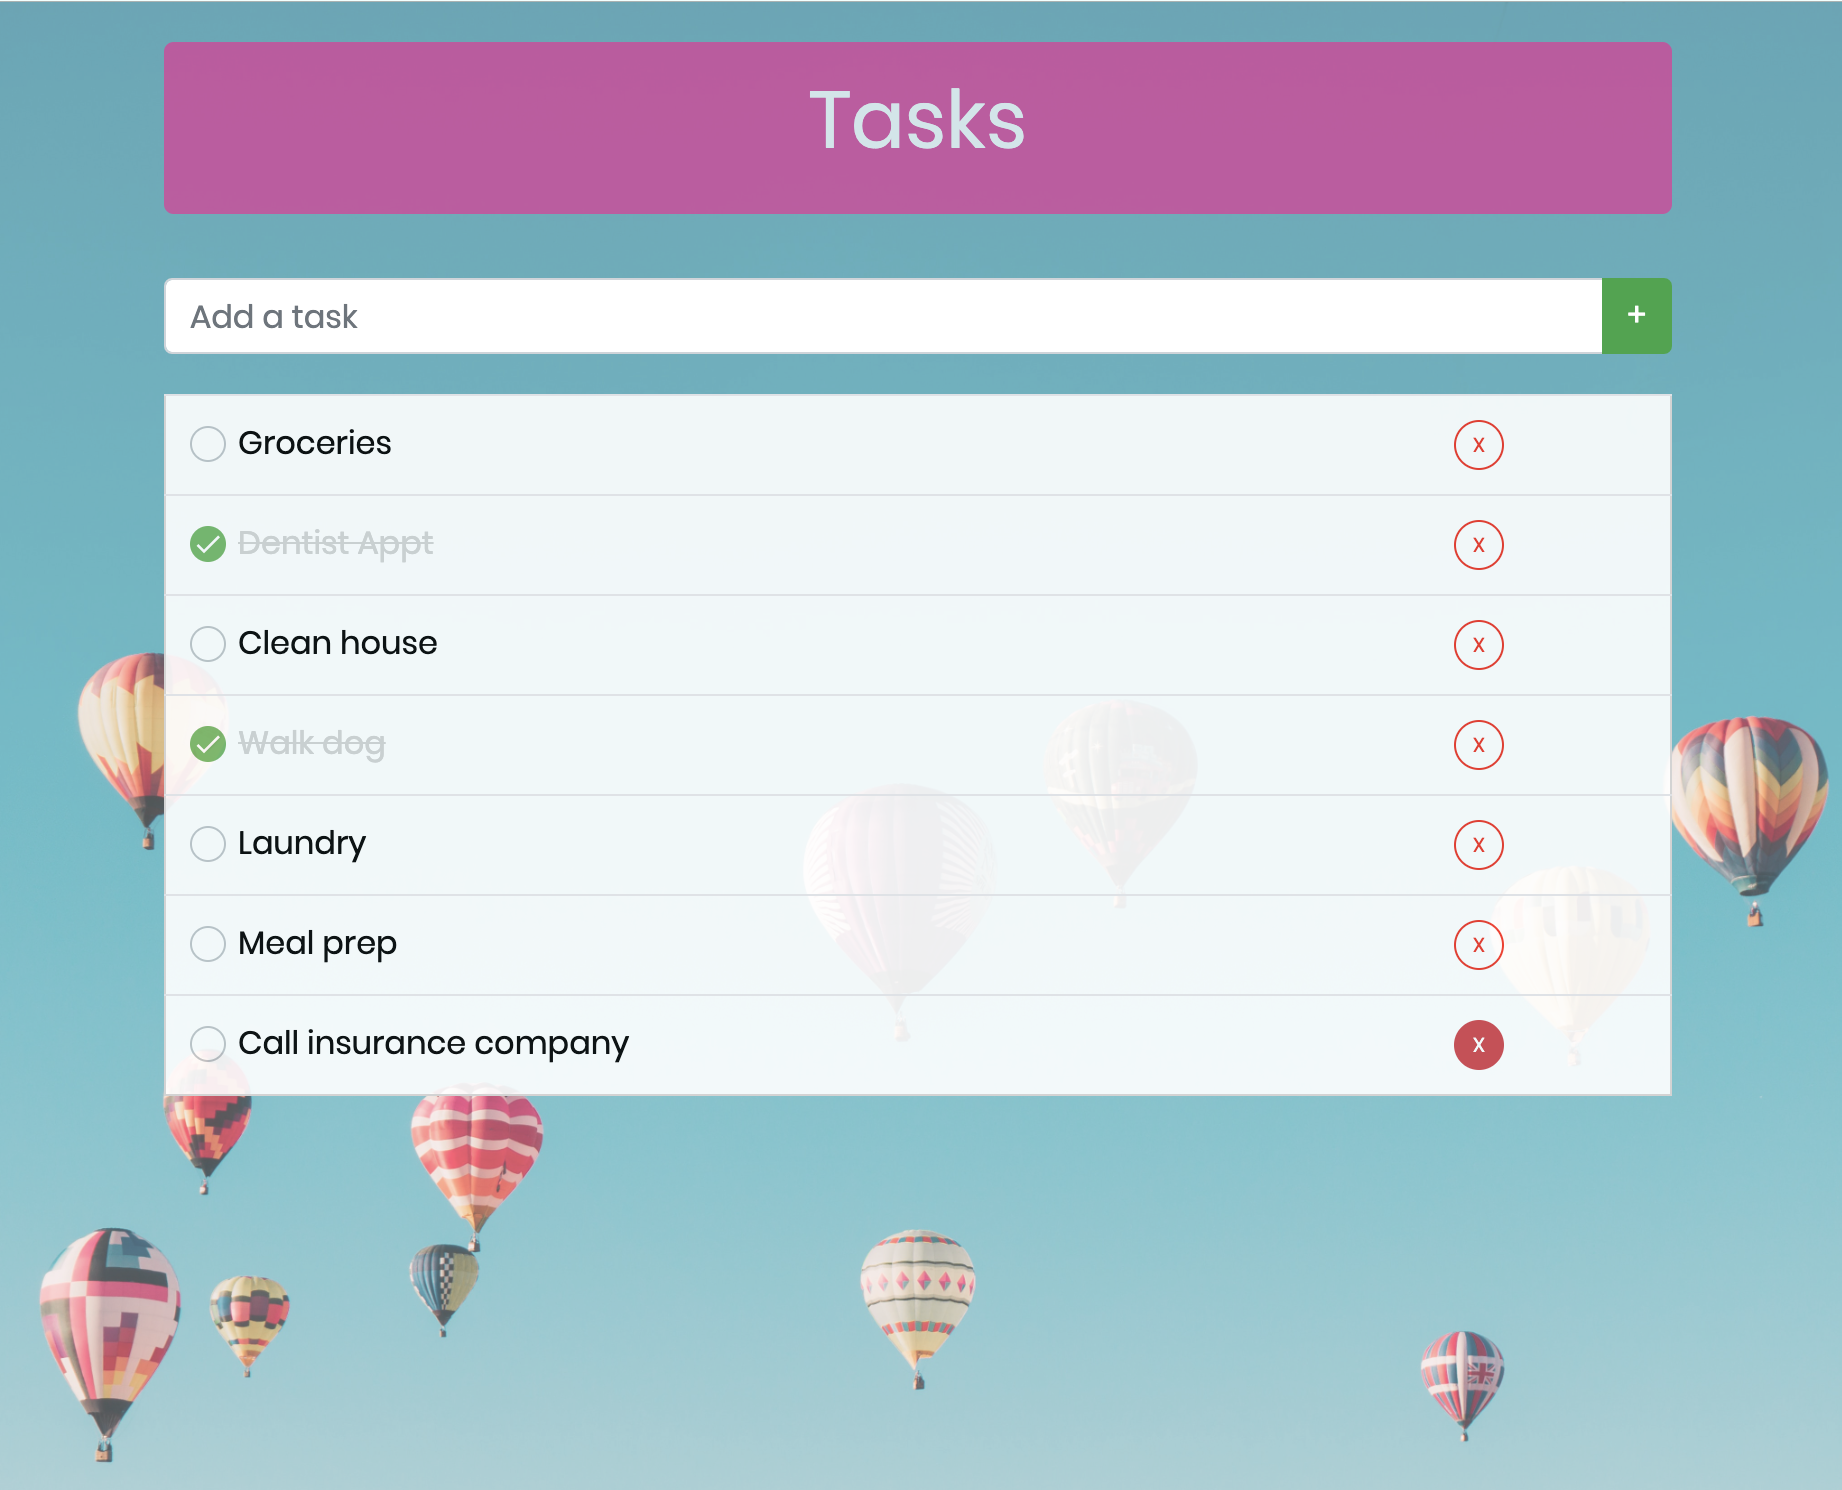 Tasks
Add a task
+
Groceries x
Dentist Appt x
Clean house x
Walk dog x
Laundry x
Meal prep x
Call insurance company x